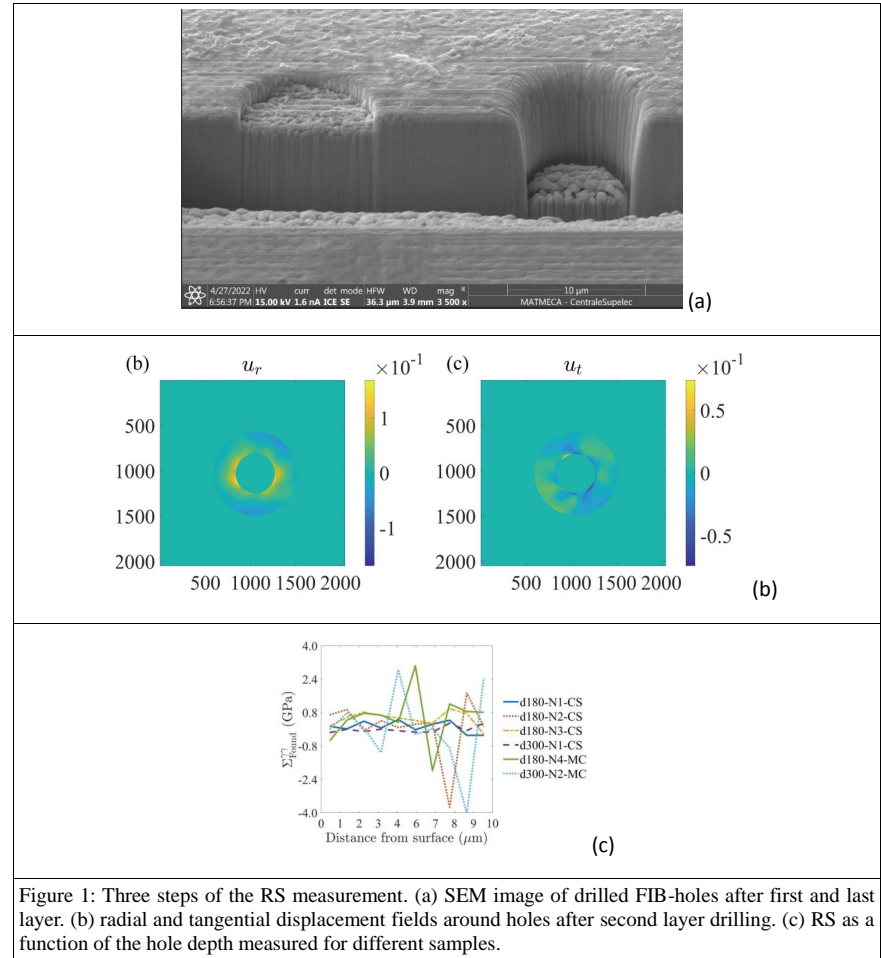 4/27/2022 HV curr det mode HFW WD mag
6:56:37 PM 15.00 kV 1.6 nA ICE SE 36.3 µm 3.9 mm 3 500 x
10 µm
MATMECA - CentraleSupelec
(a)
(b) u_r ×10⁻¹
500
1000
1500
2000
500 1000 1500 2000
1
0
-1
(c) u_t ×10⁻¹
500
1000
1500
2000
500 1000 1500 2000
0.5
0
-0.5
(b)
4.0
2.4
0.8
-0.8
-2.4
-4.0
Σ^{γγ}_{Found} (GPa)
0 1 2 3 4 5 6 7 8 9 10
Distance from surface (μm)
d180-N1-CS
d180-N2-CS
d180-N3-CS
d300-N1-CS
d180-N4-MC
d300-N2-MC
(c)
Figure 1: Three steps of the RS measurement. (a) SEM image of drilled FIB-holes after first and last
layer. (b) radial and tangential displacement fields around holes after second layer drilling. (c) RS as a
function of the hole depth measured for different samples.